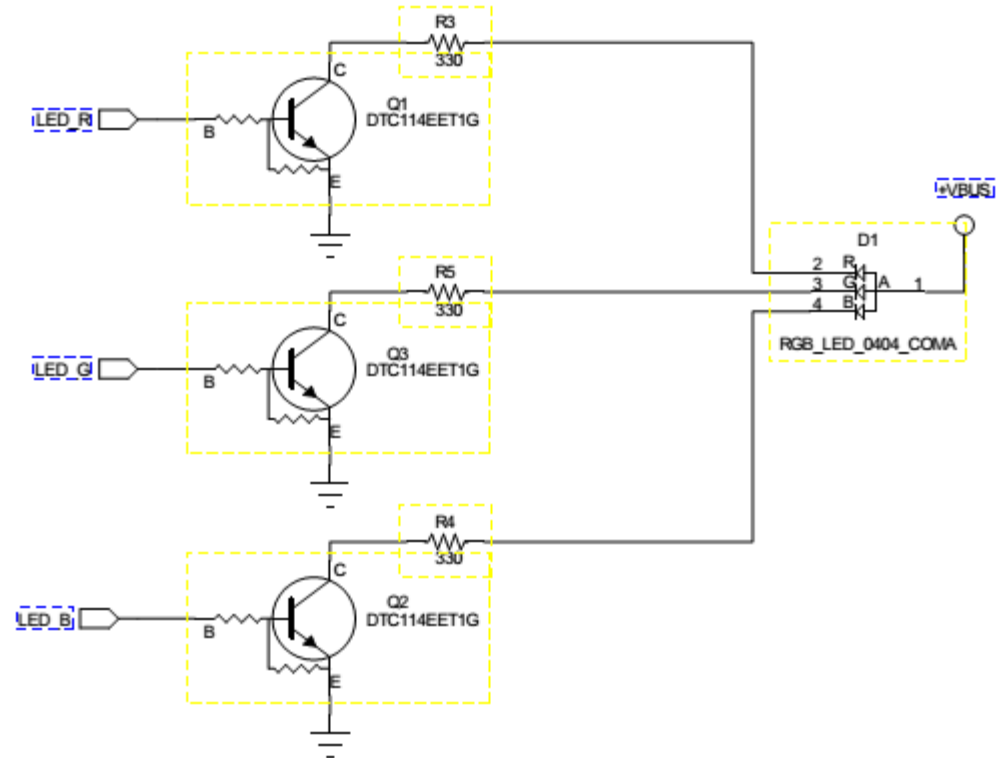 R3
330
C
Q1
DTC114EET1G
LED_R
B
E
+VBUS
D1
2 R
3 G A 1
4 B
RGB_LED_0404_COMA
R5
330
C
Q3
DTC114EET1G
LED_G
B
E
R4
330
C
Q2
DTC114EET1G
LED_B
B
E